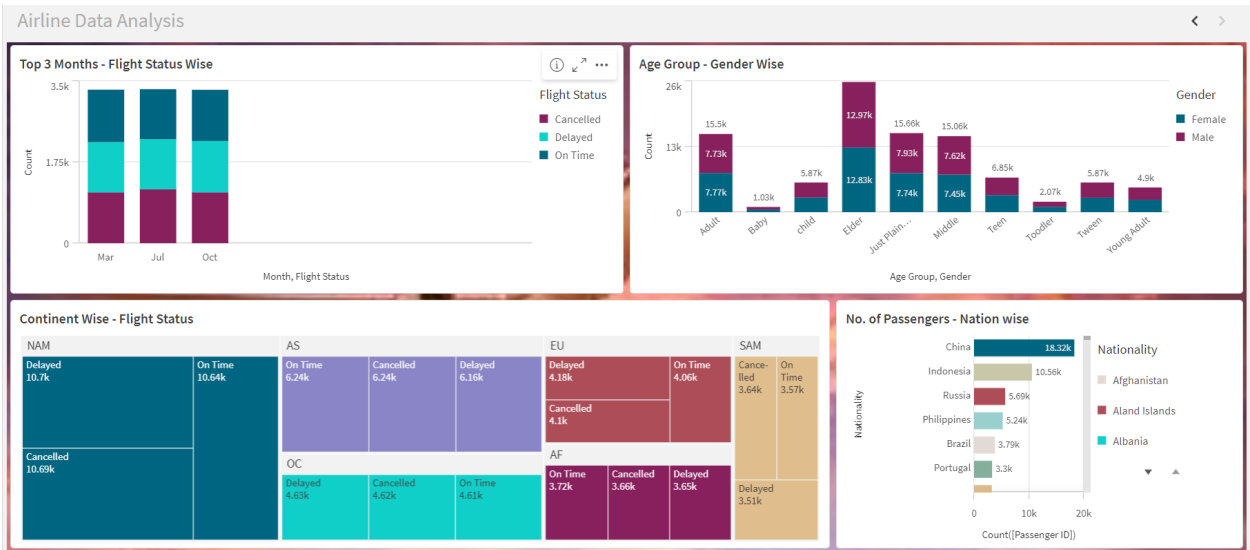 Airline Data Analysis
Top 3 Months - Flight Status Wise
3.5k
1.75k
0
Count
Mar
Jul
Oct
Month, Flight Status
Flight Status
Cancelled
Delayed
On Time
Age Group - Gender Wise
26k
13k
0
Count
15.5k
7.73k
7.77k
1.03k
5.87k
12.97k
12.83k
15.66k
7.93k
7.74k
15.06k
7.62k
7.45k
6.85k
2.07k
5.87k
4.9k
Adult
Baby
child
Elder
Just Plain...
Middle
Teen
Toodler
Tween
Young Adult
Age Group, Gender
Gender
Female
Male
Continent Wise - Flight Status
NAM
Delayed
10.7k
On Time
10.64k
Cancelled
10.69k
AS
On Time
6.24k
Cancelled
6.24k
Delayed
6.16k
OC
Delayed
4.63k
Cancelled
4.62k
On Time
4.61k
EU
Delayed
4.18k
On Time
4.06k
Cancelled
4.1k
AF
On Time
3.72k
Cancelled
3.66k
Delayed
3.65k
SAM
Cance-
lled
3.64k
On
Time
3.57k
Delayed
3.51k
No. of Passengers - Nation wise
Nationality
China
18.32k
Indonesia
10.56k
Russia
5.69k
Philippines
5.24k
Brazil
3.79k
Portugal
3.3k
0
10k
20k
Count([Passenger ID])
Nationality
Afghanistan
Aland Islands
Albania